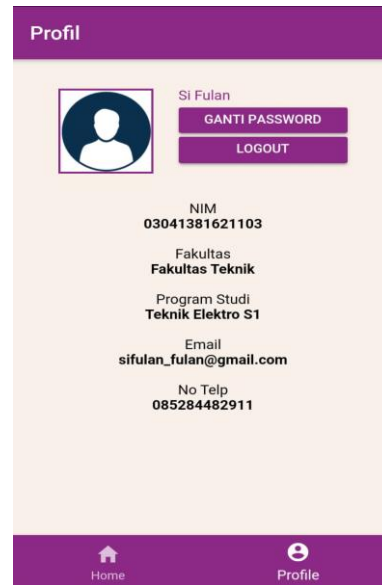 Profil
Si Fulan
GANTI PASSWORD
LOGOUT
NIM
03041381621103
Fakultas
Fakultas Teknik
Program Studi
Teknik Elektro S1
Email
sifulan_fulan@gmail.com
No Telp
085284482911
Home
Profile